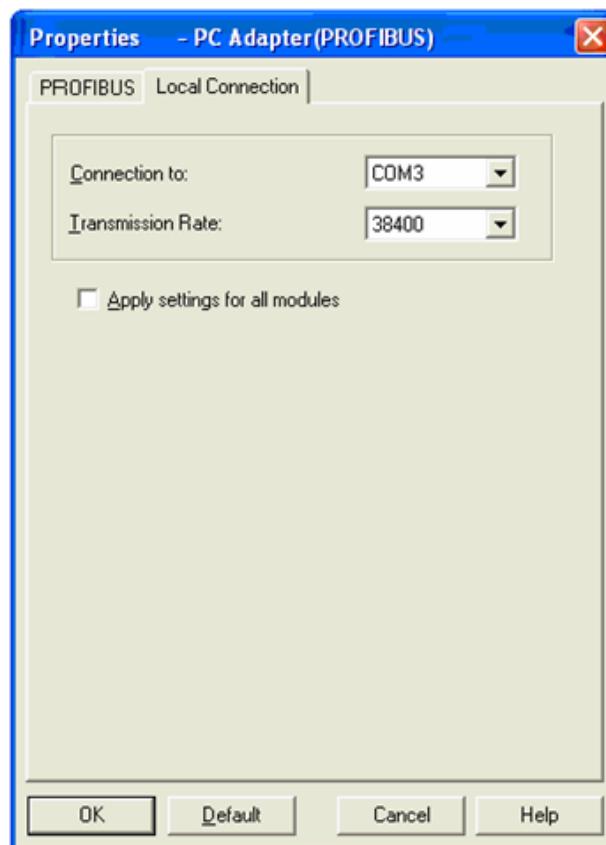 Properties - PC Adapter(PROFIBUS)
PROFIBUS Local Connection
Connection to: COM3
Transmission Rate: 38400
Apply settings for all modules
OK Default Cancel Help